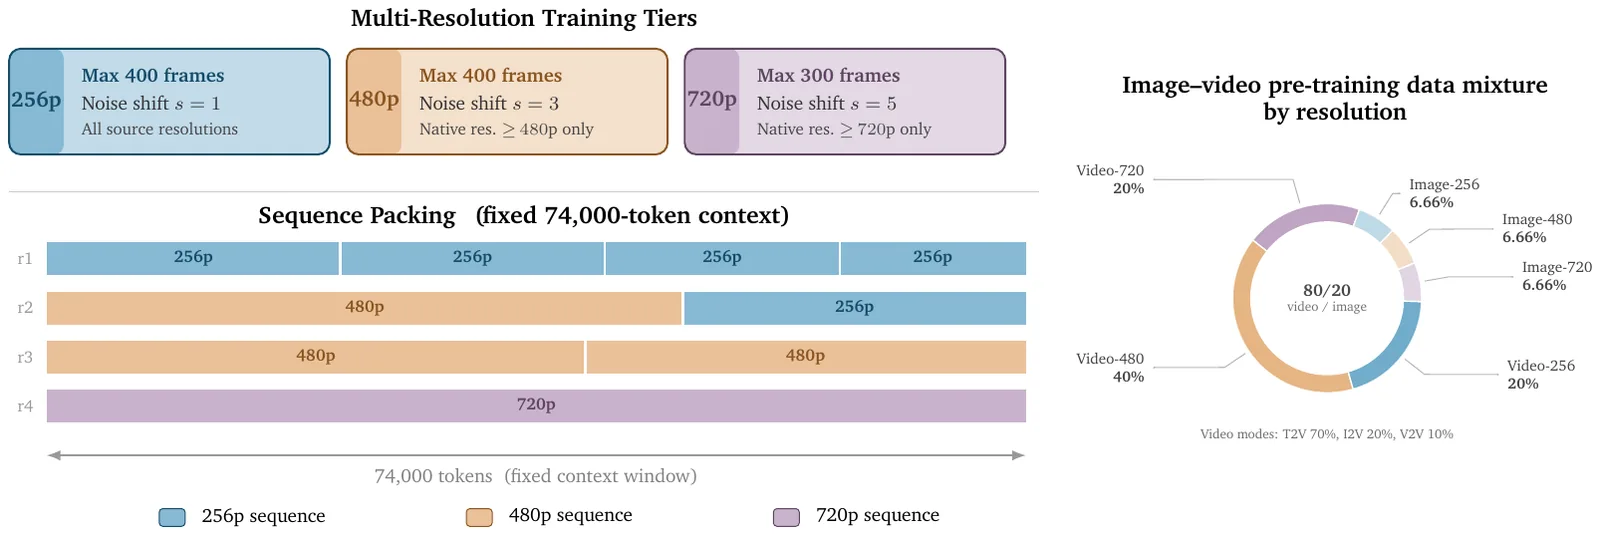 Multi-Resolution Training Tiers
256p
Max 400 frames
Noise shift s = 1
All source resolutions
480p
Max 400 frames
Noise shift s = 3
Native res. ≥ 480p only
720p
Max 300 frames
Noise shift s = 5
Native res. ≥ 720p only
Sequence Packing (fixed 74,000-token context)
r1 256p 256p 256p 256p
r2 480p 256p
r3 480p 480p
r4 720p
74,000 tokens (fixed context window)
256p sequence 480p sequence 720p sequence
Image–video pre-training data mixture
by resolution
Video-720
20%
Image-256
6.66%
Image-480
6.66%
Image-720
6.66%
80/20
video / image
Video-480
40%
Video-256
20%
Video modes: T2V 70%, I2V 20%, V2V 10%